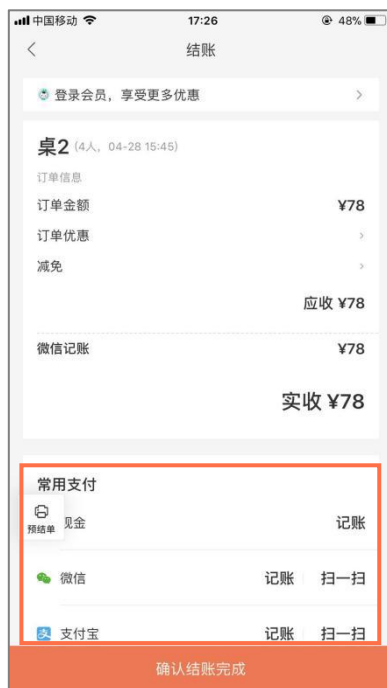 中国移动 17:26 48%
结账
登录会员，享受更多优惠
桌2 (4人，04-28 15:45)
订单信息
订单金额 ¥78
订单优惠
减免
应收 ¥78
微信记账 ¥78
实收 ¥78
常用支付
现金 记账
预结单
微信 记账 扫一扫
支付宝 记账 扫一扫
确认结账完成